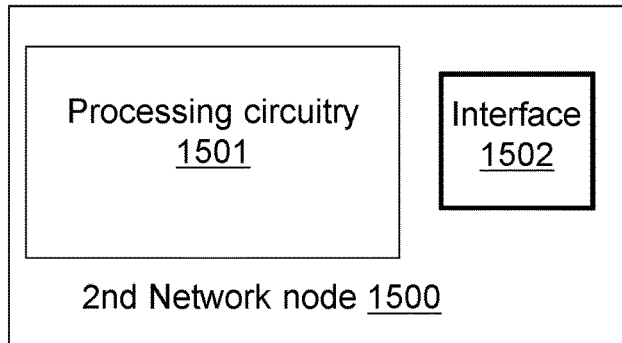 Processing circuitry
1501
Interface
1502
2nd Network node 1500